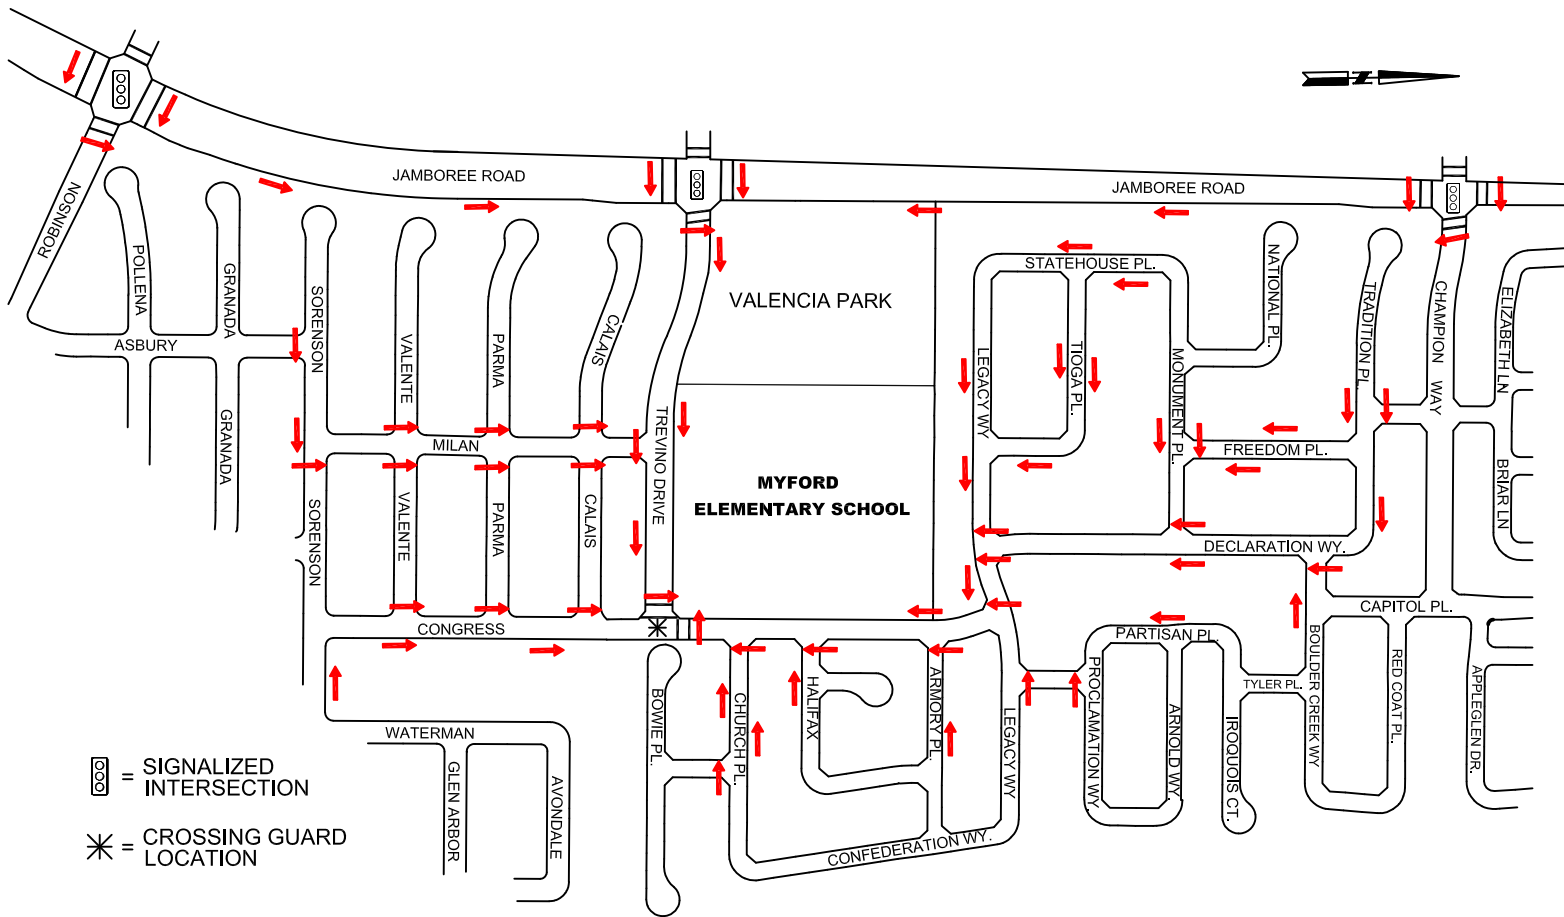 JAMBOREE ROAD
JAMBOREE ROAD
ROBINSON
POLLENA
GRANADA
SORENSON
VALENTE
PARMA
CALAIS
ASBURY
GRANADA
MILAN
SORENSON
VALENTE
PARMA
CALAIS
TREVINO DRIVE
CONGRESS
VALENCIA PARK
MYFORD
ELEMENTARY SCHOOL
STATEHOUSE PL.
LEGACY WY
TIOGA PL.
MONUMENT PL.
NATIONAL PL.
TRADITION PL
CHAMPION WAY
ELIZABETH LN
BRIAR LN
FREEDOM PL.
DECLARATION WY.
CAPITOL PL.
PARTISAN PL.
TYLER PL.
BOULDER CREEK WY
RED COAT PL.
APPLEGLEN DR.
PROCLAMATION WY
ARNOLD WY
IROQUOIS CT.
LEGACY WY
ARMORY PL.
HALIFAX
CHURCH PL.
BOWIE PL.
CONFEDERATION WY.
WATERMAN
GLEN ARBOR
AVONDALE
= SIGNALIZED
INTERSECTION
= CROSSING GUARD
LOCATION